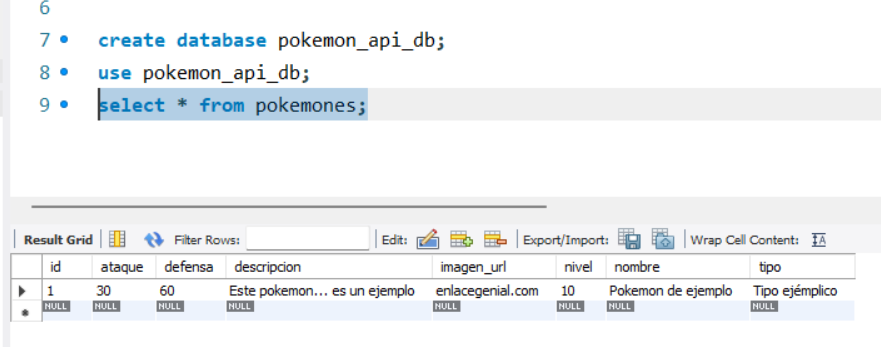 6
7 create database pokemon_api_db;
8 use pokemon_api_db;
9 select * from pokemones;
Result Grid Filter Rows: Edit: Export/Import: Wrap Cell Content: IA
id ataque defensa descripcion imagen_url nivel nombre tipo
1 30 60 Este pokemon... es un ejemplo enlacegenial.com 10 Pokemon de ejemplo Tipo ejémplico
NULL NULL NULL NULL NULL NULL NULL NULL